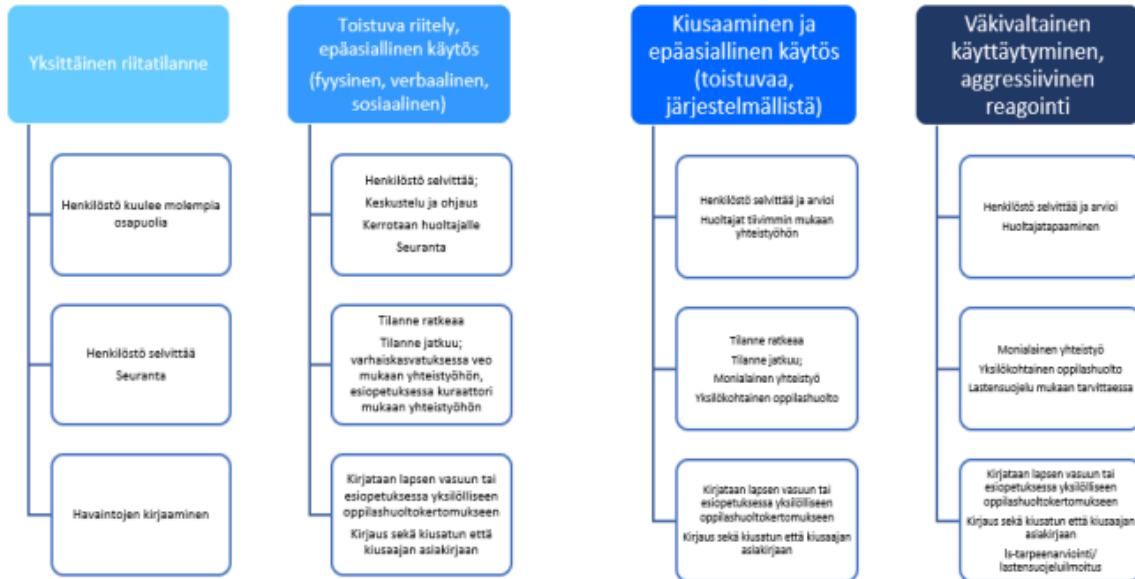 Yksittäinen riitatilanne
Henkilöstö kuulee molempia
osapuolia
Henkilöstö selvittää
Seuranta
Havaintojen kirjaaminen
Toistuva riitely,
epäasiallinen käytös
(fyysinen, verbaalinen,
sosiaalinen)
Henkilöstö selvittää;
Keskustelu ja ohjaus
Kerrotaan huoltajalle
Seuranta
Tilanne ratkeaa
Tilanne jatkuu;
varhaiskasvatuksessa veo
mukaan yhteistyöhön,
esiopetuksessa kuraattori
mukaan yhteistyöhön
Kirjataan lapsen vasuun tai
esiopetuksessa yksilölliseen
oppilashuoltokertomukseen
Kirjaus sekä kiusatun että
kiusaajan asiakirjaan
Kiusaaminen ja
epäasiallinen käytös
(toistuvaa,
järjestelmällistä)
Henkilöstö selvittää ja arvioi
Huoltajat tiivimmin mukaan
yhteistyöhön
Tilanne ratkeaa
Tilanne jatkuu;
Monialainen yhteistyö
Yksilökohtainen oppilashuolto
Kirjataan lapsen vasuun tai
esiopetuksessa yksilölliseen
oppilashuoltokertomukseen
Kirjaus sekä kiusatun että kiusaajan
asiakirjaan
Väkivaltainen
käyttäytyminen,
aggressiivinen
reagointi
Henkilöstö selvittää ja arvioi
Huoltajatapaaminen
Monialainen yhteistyö
Yksilökohtainen oppilashuolto
Lastensuojelu mukaan tarvittaessa
Kirjataan lapsen vasuun tai
esiopetuksessa yksilölliseen
oppilashuoltokertomukseen
Kirjaus sekä kiusatun että kiusaajan
asiakirjaan
ls-tarpeenarviointi/
lastensuojeluilmoitus